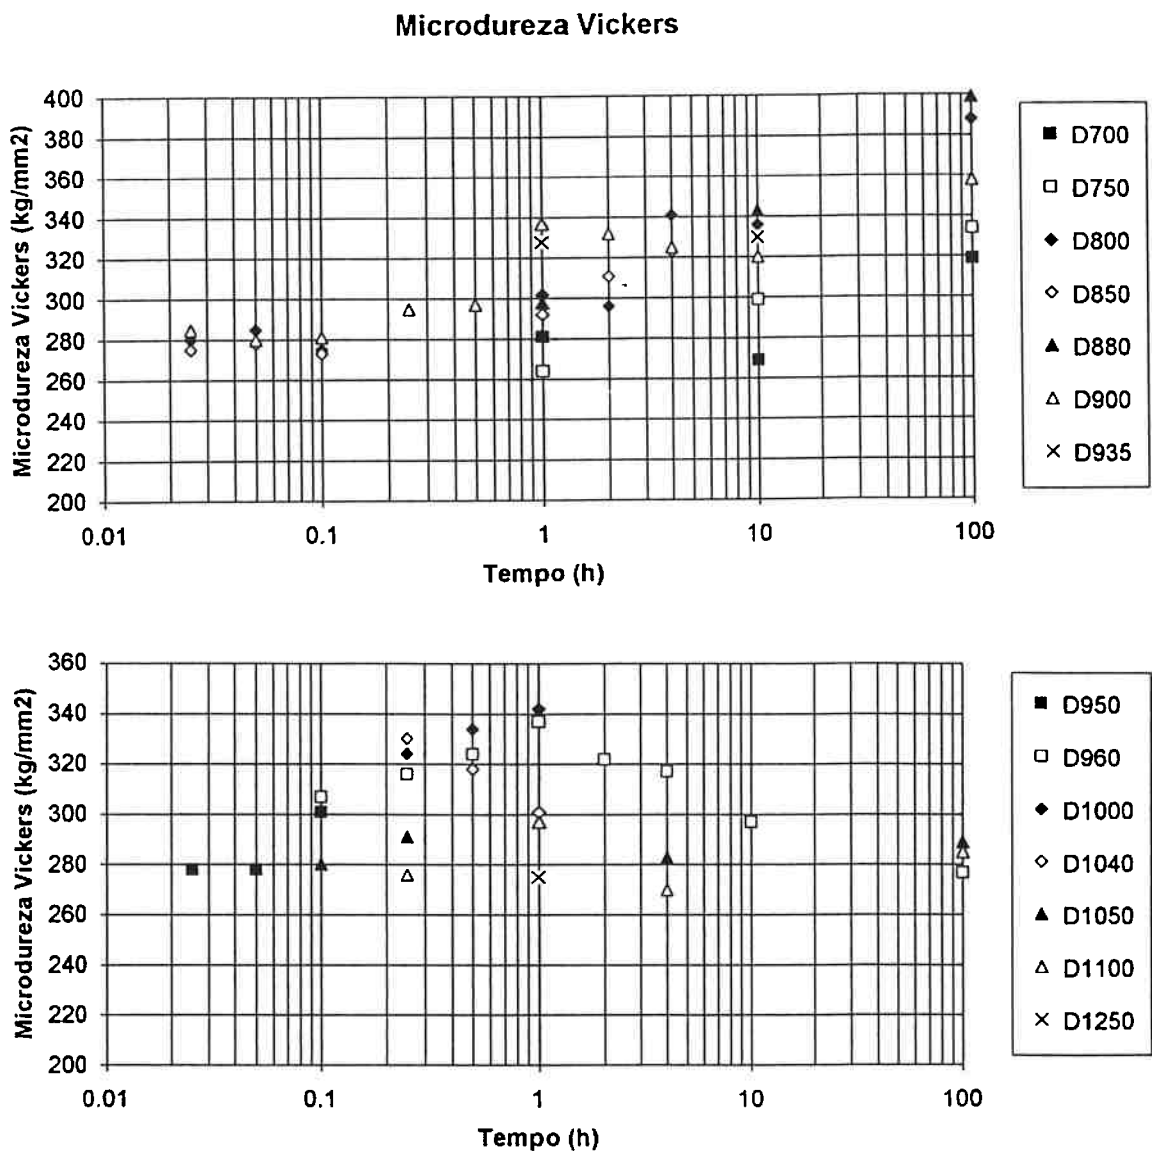 Microdureza Vickers
Microdureza Vickers (kg/mm2)
400
380
360
340
320
300
280
260
240
220
200
0.01 0.1 1 10 100
Tempo (h)
D700
D750
D800
D850
D880
D900
D935
Microdureza Vickers (kg/mm2)
360
340
320
300
280
260
240
220
200
0.01 0.1 1 10 100
Tempo (h)
D950
D960
D1000
D1040
D1050
D1100
D1250